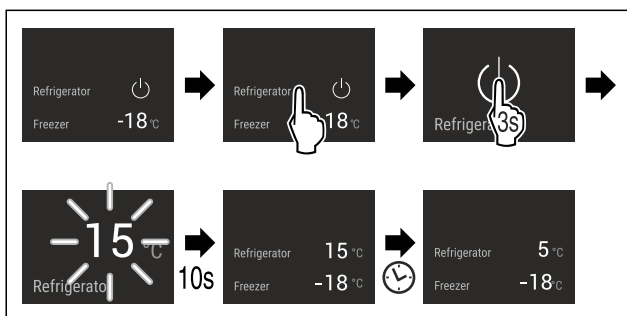 Refrigerator
Freezer -18 °C
Refrigerator
Freezer 18 °C
Refrigera 3s
15 °C
Refrigerato
10s
Refrigerator 15 °C
Freezer -18 °C
Refrigerator 5 °C
Freezer -18 °C